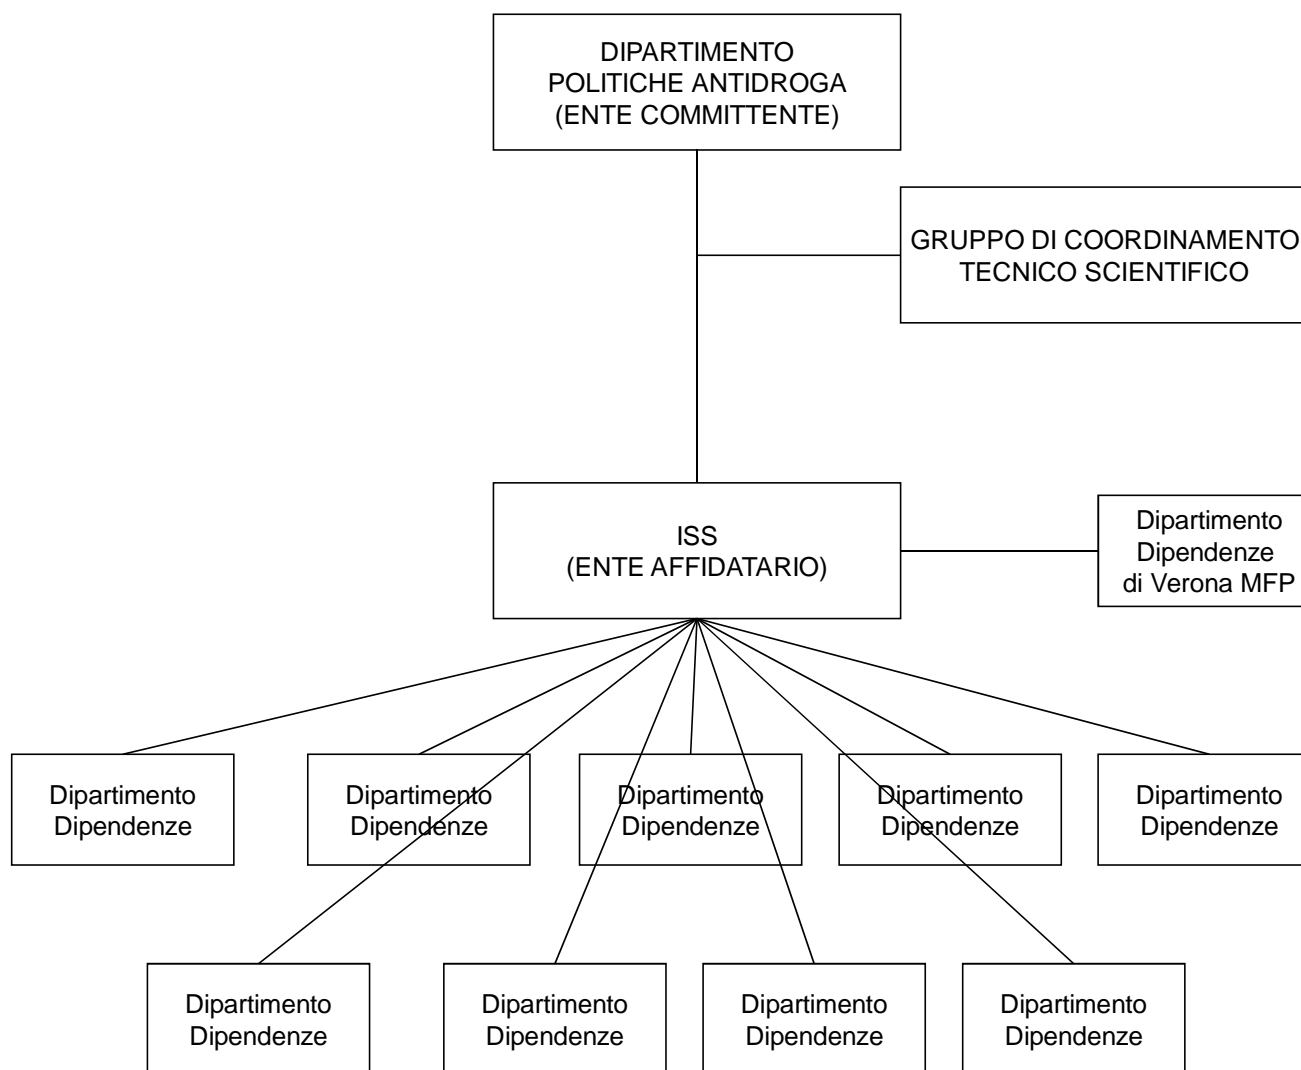 DIPARTIMENTO
POLITICHE ANTIDROGA
(ENTE COMMITTENTE)
GRUPPO DI COORDINAMENTO
TECNICO SCIENTIFICO
ISS
(ENTE AFFIDATARIO)
Dipartimento
Dipendenze
di Verona MFP
Dipartimento
Dipendenze
Dipartimento
Dipendenze
Dipartimento
Dipendenze
Dipartimento
Dipendenze
Dipartimento
Dipendenze
Dipartimento
Dipendenze
Dipartimento
Dipendenze
Dipartimento
Dipendenze
Dipartimento
Dipendenze